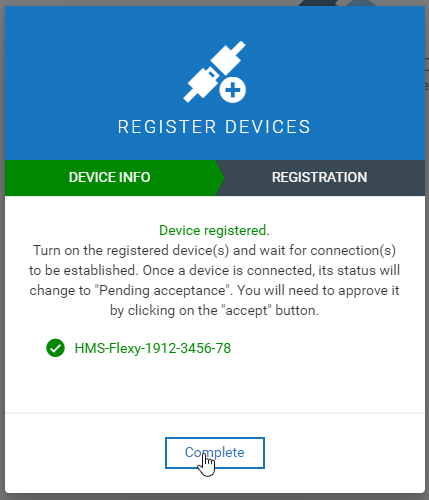 REGISTER DEVICES
DEVICE INFO
REGISTRATION
Device registered.
Turn on the registered device(s) and wait for connection(s)
to be established. Once a device is connected, its status will
change to "Pending acceptance". You will need to approve it
by clicking on the "accept" button.
HMS-Flexy-1912-3456-78
Complete